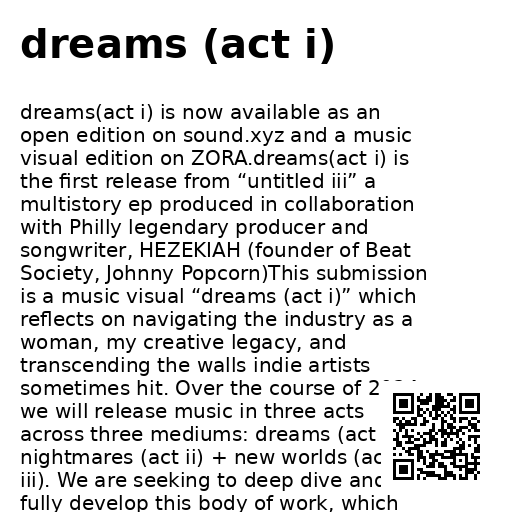 dreams (act i)
dreams(act i) is now available as an
open edition on sound.xyz and a music
visual edition on ZORA.dreams(act i) is
the first release from “untitled iii” a
multistory ep produced in collaboration
with Philly legendary producer and
songwriter, HEZEKIAH (founder of Beat
Society, Johnny Popcorn)This submission
is a music visual “dreams (act i)” which
reflects on navigating the industry as a
woman, my creative legacy, and
transcending the walls indie artists
sometimes hit. Over the course of
we will release music in three acts
across three mediums: dreams (act
nightmares (act ii) + new worlds
iii). We are seeking to deep dive and
fully develop this body of work, which